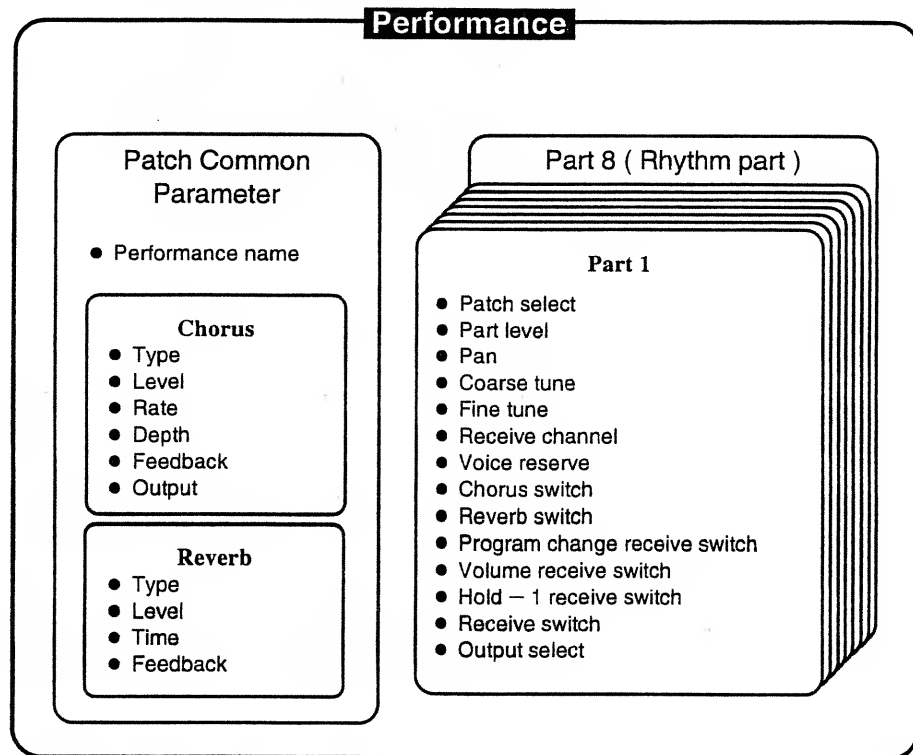 Performance
Patch Common
Parameter
● Performance name
Chorus
● Type
● Level
● Rate
● Depth
● Feedback
● Output
Reverb
● Type
● Level
● Time
● Feedback
Part 8 ( Rhythm part )
Part 1
● Patch select
● Part level
● Pan
● Coarse tune
● Fine tune
● Receive channel
● Voice reserve
● Chorus switch
● Reverb switch
● Program change receive switch
● Volume receive switch
● Hold – 1 receive switch
● Receive switch
● Output select